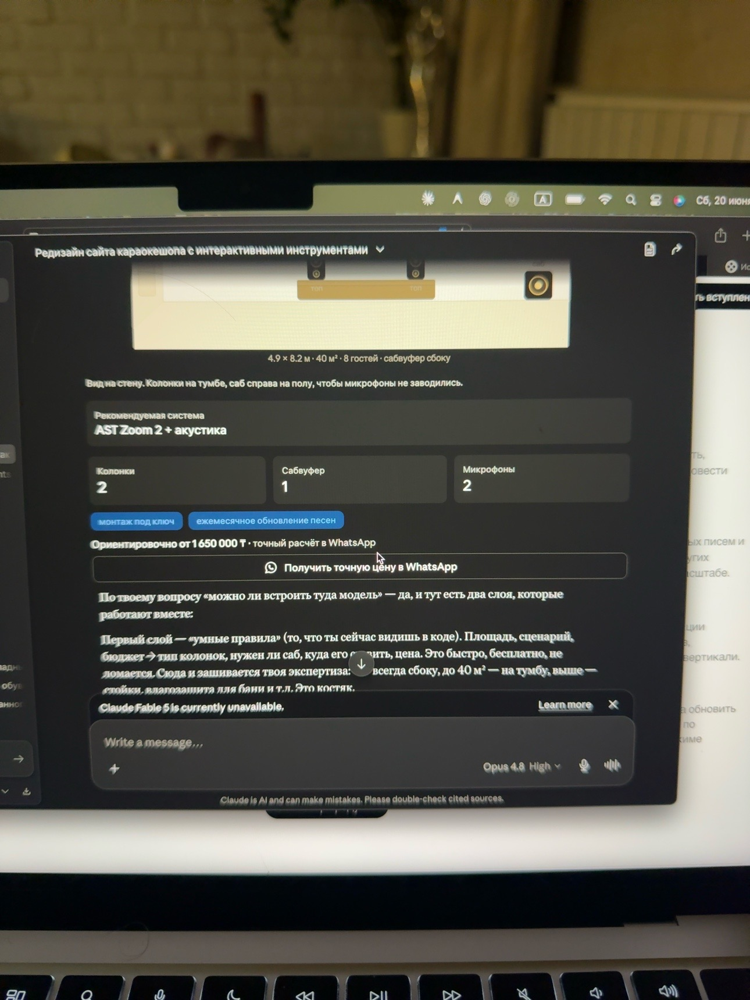 A
Сб, 20 июня
Редизайн сайта караокешопа с интерактивными инструментами
Ис
ть вступлен
саб
топ
топ
4.9 × 8.2 м · 40 м² · 8 гостей · сабвуфер сбоку
Вид на стену. Колонки на тумбе, саб справа на полу, чтобы микрофоны не заводились.
Рекомендуемая система
AST Zoom 2 + акустика
Колонки
2
Сабвуфер
1
Микрофоны
2
монтаж под ключ
ежемесячное обновление песен
Ориентировочно от 1 650 000 ₸ · точный расчёт в WhatsApp
Получить точную цену в WhatsApp
По твоему вопросу «можно ли встроить туда модель» — да, и тут есть два слоя, которые
работают вместе:
Первый слой — «умные правила» (то, что ты сейчас видишь в коде). Площадь, сценарий,
бюджет → тип колонок, нужен ли саб, куда его вить, цена. Это быстро, бесплатно, не
ломается. Сюда и зашивается твоя экспертиза: всегда сбоку, до 40 м² — на тумбу, выше —
стойки, влагозащита для бани и т.п. Это костяк.
Claude Fable 5 is currently unavailable.
Learn more
Write a message...
Opus 4.8 High
Claude is AI and can make mistakes. Please double-check cited sources.
ак
nts
ладн
обу
анног
ть,
овести
ых писем и
угих
сштабе.
ции
в,
вертикали.
а обновить
по
жиме